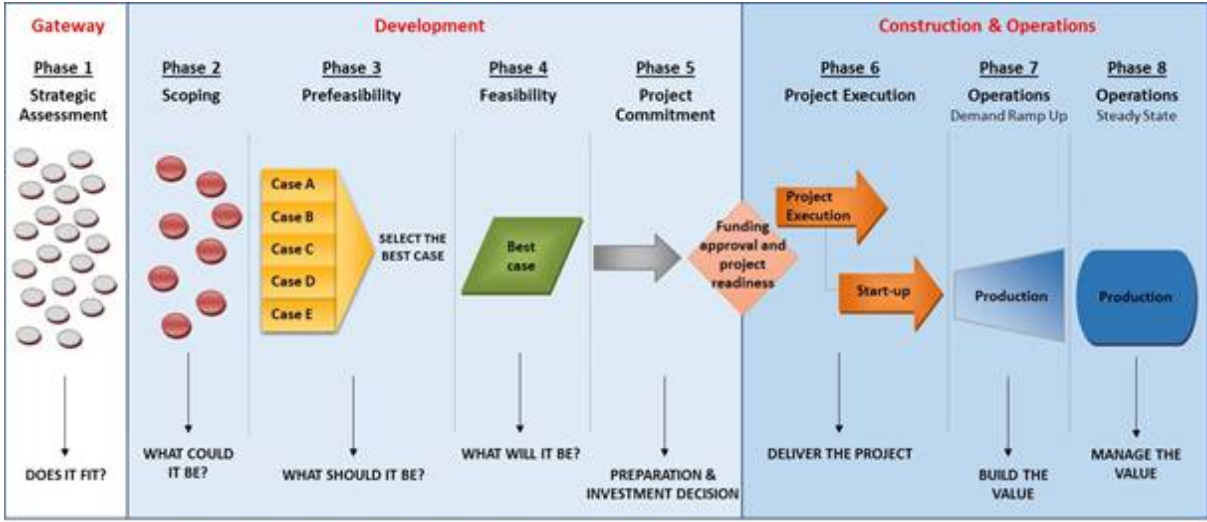 Gateway
Development
Construction & Operations
Phase 1
Strategic
Assessment
Phase 2
Scoping
Phase 3
Prefeasibility
Phase 4
Feasibility
Phase 5
Project
Commitment
Phase 6
Project Execution
Phase 7
Operations
Demand Ramp Up
Phase 8
Operations
Steady State
Case A
Case B
Case C
Case D
Case E
SELECT THE
BEST CASE
Best
case
Funding
approval and
project
readiness
Project
Execution
Start-up
Production
Production
DOES IT FIT?
WHAT COULD
IT BE?
WHAT SHOULD IT BE?
WHAT WILL IT BE?
PREPARATION &
INVESTMENT DECISION
DELIVER THE PROJECT
BUILD THE
VALUE
MANAGE THE
VALUE